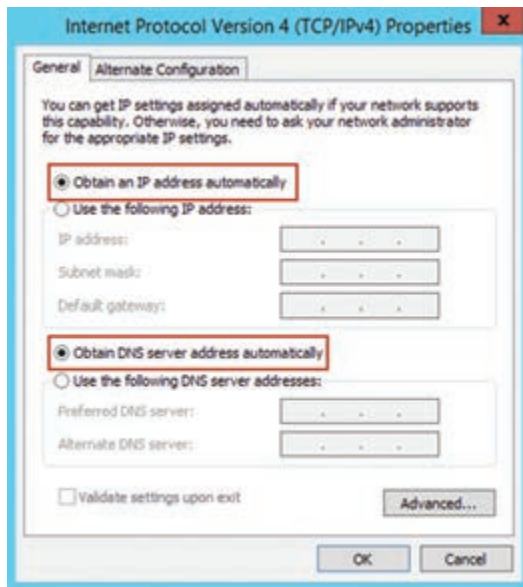 Internet Protocol Version 4 (TCP/IPv4) Properties
x
General
Alternate Configuration
You can get IP settings assigned automatically if your network supports
this capability. Otherwise, you need to ask your network administrator
for the appropriate IP settings.
Obtain an IP address automatically
Use the following IP address:
IP address:
Subnet mask:
Default gateway:
Obtain DNS server address automatically
Use the following DNS server addresses:
Preferred DNS server:
Alternate DNS server:
Validate settings upon exit
Advanced...
OK
Cancel